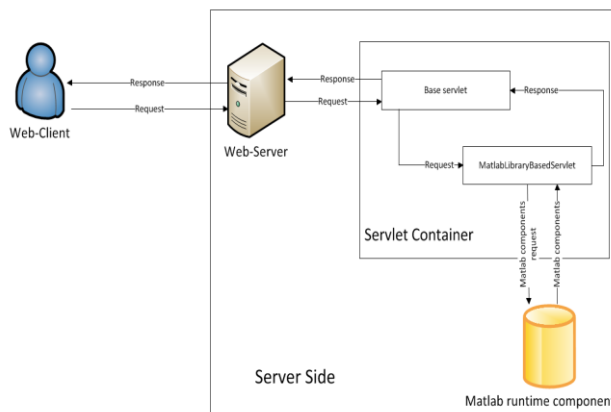 Response
Response
Base servlet
Response
Request
Request
Web-Client
Web-Server
Request
MatlabLibraryBasedServlet
Servlet Container
Matlab components
request
Matlab components
Server Side
Matlab runtime component